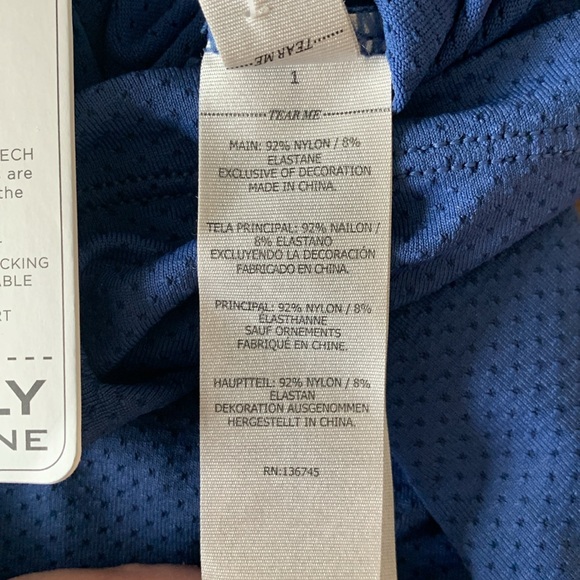 ECH
are
the
CKING
ABLE
RT
LY
NE
TEAR ME
1
TEAR ME
MAIN: 92% NYLON / 8%
ELASTANE
EXCLUSIVE OF DECORATION
MADE IN CHINA.
TELA PRINCIPAL: 92% NAILON /
8% ELASTANO
EXCLUYENDO LA DECORACIÓN
FABRICADO EN CHINA.
PRINCIPAL: 92% NYLON / 8%
ÉLASTHANNE
SAUF ORNEMENTS
FABRIQUÉ EN CHINE.
HAUPTTEIL: 92% NYLON / 8%
ELASTAN
DEKORATION AUSGENOMMEN
HERGESTELLT IN CHINA.
RN:136745